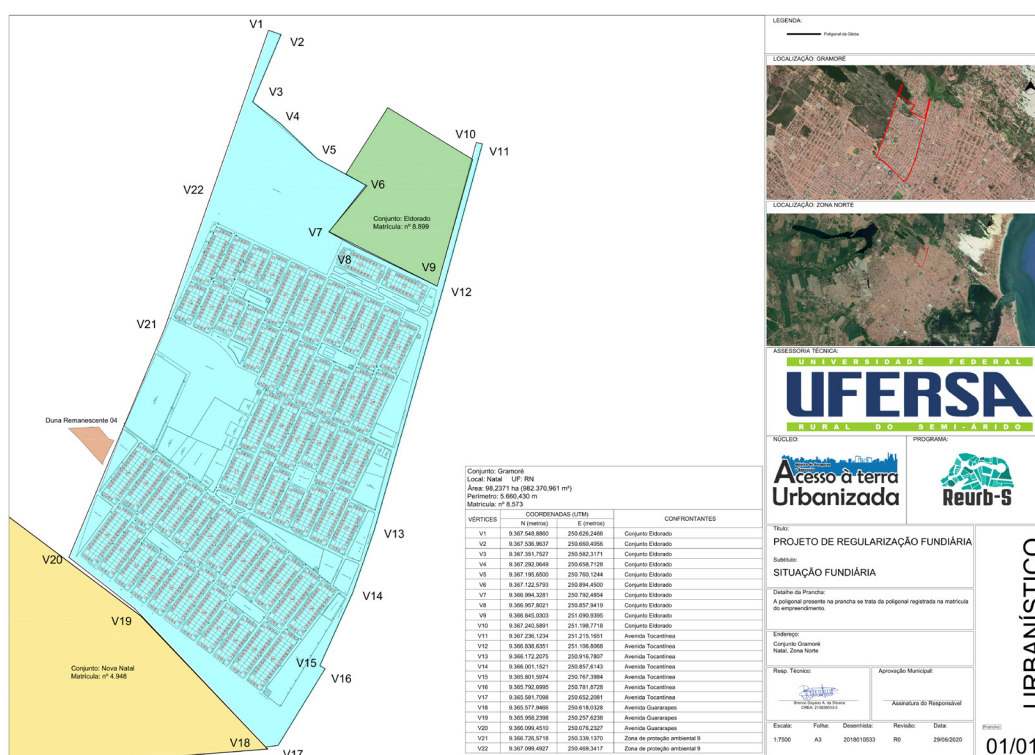 V1
V2
V3
V4
V5
V10
V11
V6
V22
Conjunto: Eldorado
Matrícula: nº 8.899
V7
V8
V9
V12
V21
Duna Remanescente 04
V13
V20
V14
V19
V15
V16
Conjunto: Nova Natal
Matrícula: nº 4.948
V18
V17
Conjunto: Gramoré
Local: Natal UF: RN
Área: 98,2371 ha (982.370,961 m²)
Perímetro: 5.660,430 m
Matrícula: nº 8.573
VÉRTICES COORDENADAS (UTM) CONFRONTANTES
N (metros) E (metros)
V1 9.367.548,8860 250.626,2466 Conjunto Eldorado
V2 9.367.536,9637 250.660,4056 Conjunto Eldorado
V3 9.367.351,7527 250.582,3171 Conjunto Eldorado
V4 9.367.292,0649 250.658,7128 Conjunto Eldorado
V5 9.367.195,6500 250.760,1244 Conjunto Eldorado
V6 9.367.122,5793 250.894,4500 Conjunto Eldorado
V7 9.366.994,3281 250.792,4854 Conjunto Eldorado
V8 9.366.957,8021 250.857,9419 Conjunto Eldorado
V9 9.366.845,0303 251.090,9395 Conjunto Eldorado
V10 9.367.240,5891 251.198,7718 Conjunto Eldorado
V11 9.367.236,1234 251.215,1651 Avenida Tocantínea
V12 9.366.838,6351 251.106,8068 Avenida Tocantínea
V13 9.366.172,2075 250.916,7807 Avenida Tocantínea
V14 9.366.001,1521 250.857,6143 Avenida Tocantínea
V15 9.365.801,5974 250.767,3984 Avenida Tocantínea
V16 9.365.792,6995 250.781,8728 Avenida Tocantínea
V17 9.365.581,7098 250.652,2081 Avenida Tocantínea
V18 9.365.577,9466 250.618,0328 Avenida Guararapes
V19 9.365.958,2398 250.257,6238 Avenida Guararapes
V20 9.366.099,4510 250.076,2327 Avenida Guararapes
V21 9.366.726,5718 250.339,1370 Zona de proteção ambiental 9
V22 9.367.099,4927 250.469,3417 Zona de proteção ambiental 9
LEGENDA:
Poligonal da Gleba
LOCALIZAÇÃO: GRAMORÉ
LOCALIZAÇÃO: ZONA NORTE
ASSESSORIA TÉCNICA:
UNIVERSIDADE FEDERAL
UFERSA
RURAL DO SEMI-ÁRIDO
NÚCLEO:
Acesso à terra
Urbanizada
PROGRAMA:
Reurb-S
Título:
PROJETO DE REGULARIZAÇÃO FUNDIÁRIA
Subtítulo:
SITUAÇÃO FUNDIÁRIA
Detalhe da Prancha:
A poligonal presente na prancha se trata da poligonal registrada na matrícula
do empreendimento.
Endereço:
Conjunto Gramoré
Natal, Zona Norte
Resp. Técnico:
Aprovação Municipal:
Assinatura do Responsável
Escala: Folha: Desenhista: Revisão: Data:
1:7500 A3 2018010533 R6 29/06/2020
URBANÍSTICO
Prancha: